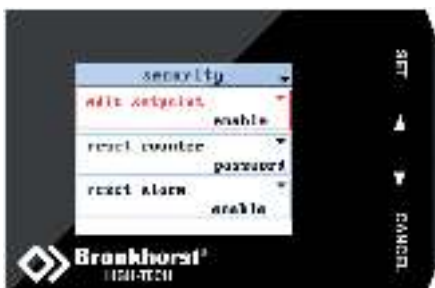 security
edit setpoint
enable
reset counter
password
reset alarm
enable
SET
CANCEL
Bronkhorst®
HIGH-TECH